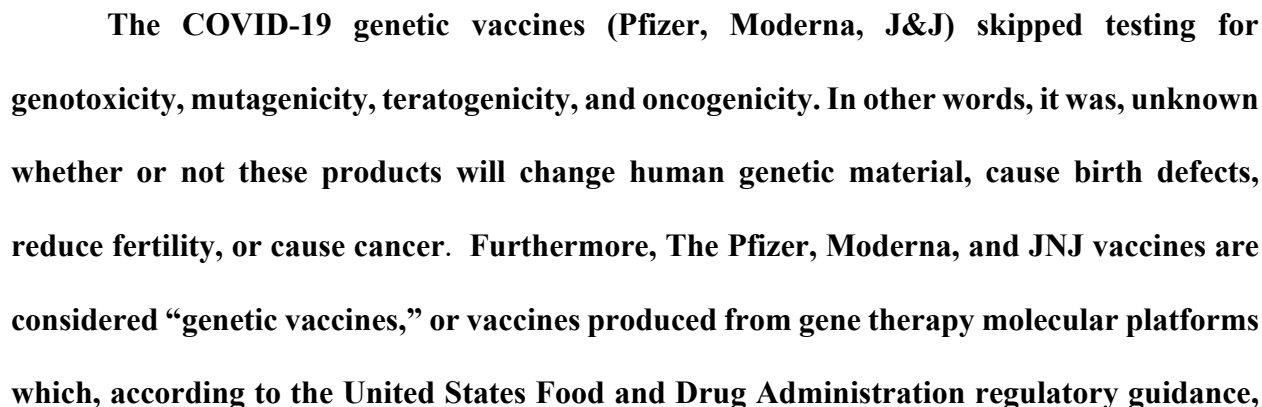 The COVID-19 genetic vaccines (Pfizer, Moderna, J&J) skipped testing for
genotoxicity, mutagenicity, teratogenicity, and oncogenicity. In other words, it was, unknown
whether or not these products will change human genetic material, cause birth defects,
reduce fertility, or cause cancer. Furthermore, The Pfizer, Moderna, and JNJ vaccines are
considered “genetic vaccines,” or vaccines produced from gene therapy molecular platforms
which, according to the United States Food and Drug Administration regulatory guidance,